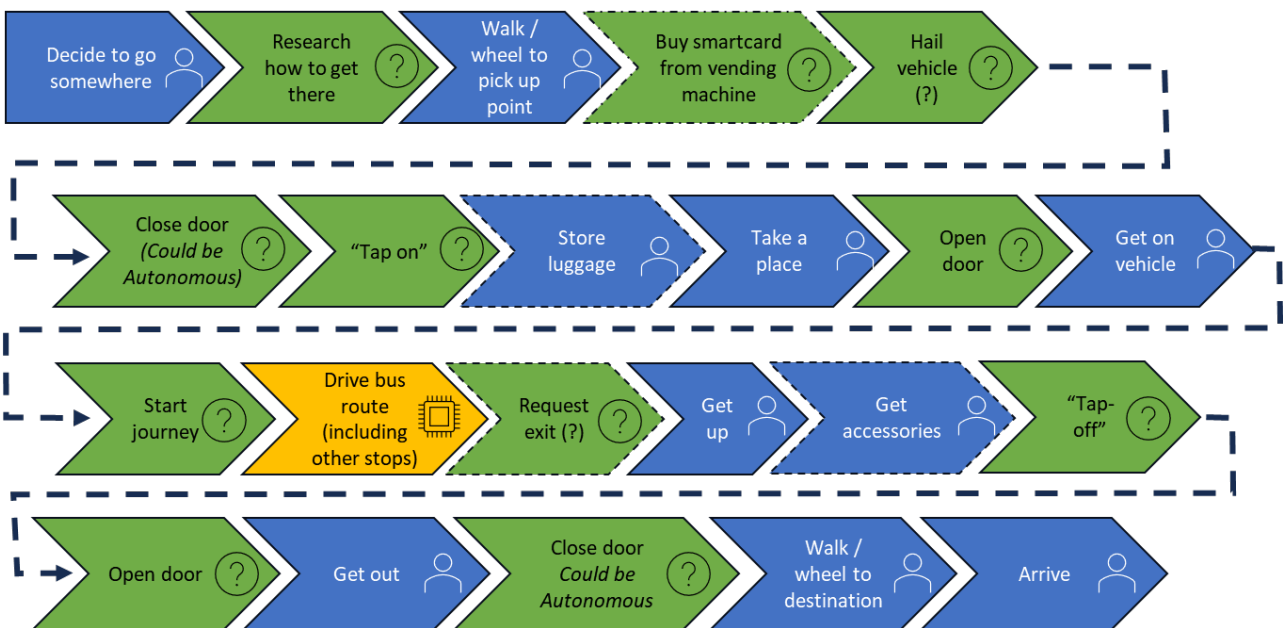 Decide to go
somewhere
Research
how to get
there
?
Walk /
wheel to
pick up
point
Buy smartcard
from vending
machine
?
Hail
vehicle
(?)
?
Close door
(Could be
Autonomous)
?
“Tap on”
?
Store
luggage
Take a
place
Open
door
?
Get on
vehicle
Start
journey
?
Drive bus
route
(including
other stops)
Request
exit (?)
?
Get
up
Get
accessories
“Tap-
off”
?
Open door
?
Get out
Close door
Could be
Autonomous
?
Walk /
wheel to
destination
Arrive